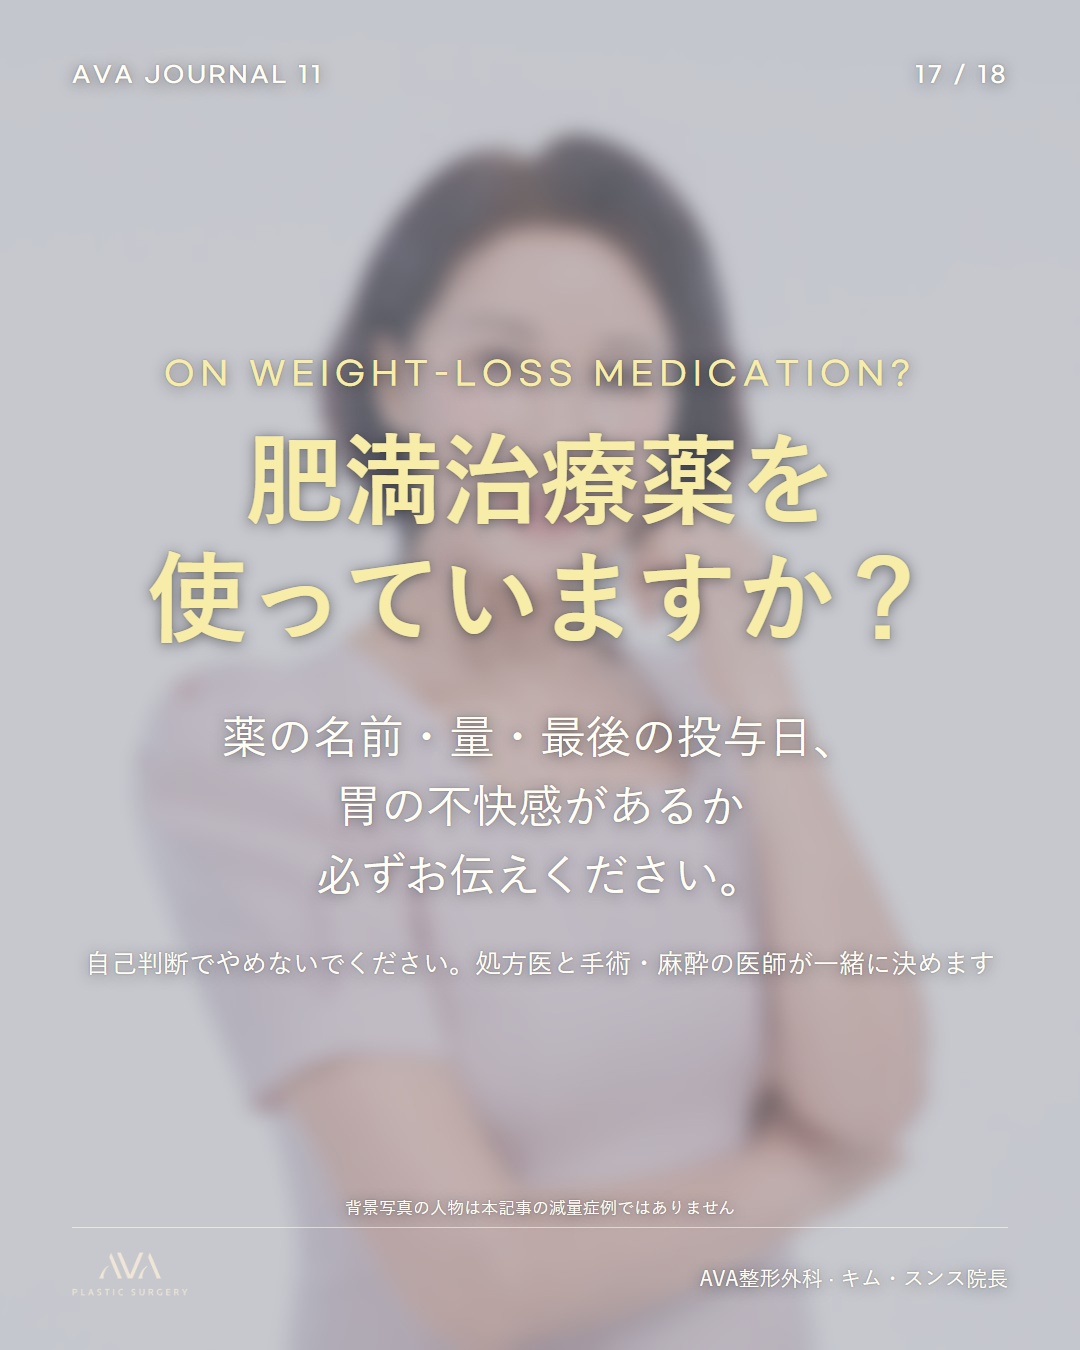 AVA JOURNAL 11
17 / 18
ON WEIGHT-LOSS MEDICATION?
肥満治療薬を
使っていますか？
薬の名前・量・最後の投与日、
胃の不快感があるか
必ずお伝えください。
自己判断でやめないでください。処方医と手術・麻酔の医師が一緒に決めます
背景写真の人物は本記事の減量症例ではありません
AVA
PLASTIC SURGERY
AVA整形外科 · キム・スンス院長